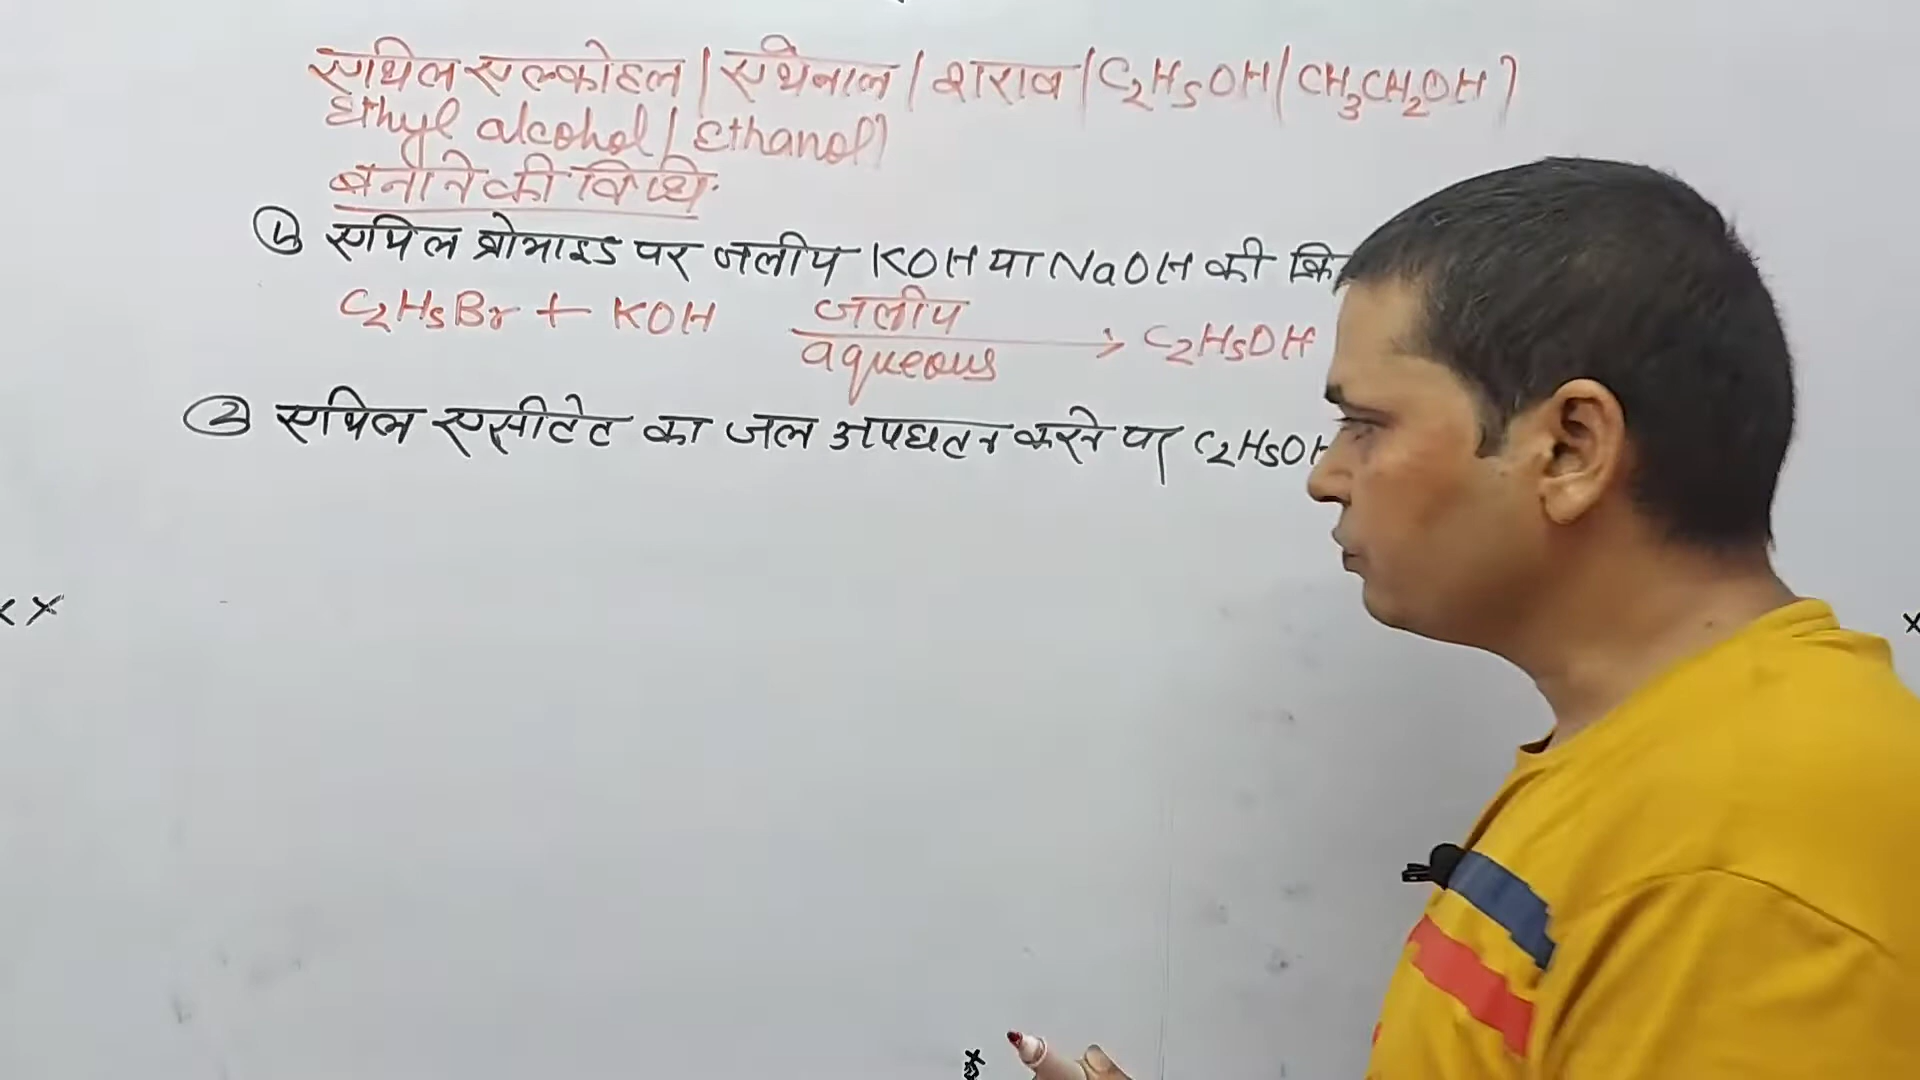 एथिल एल्कोहल / एथेनाल / शराब / C₂H₅OH / CH₃CH₂OH
Ethyl alcohol / Ethanol
बनाने की विधि
① एथिल ब्रोमाइड पर जलीय KOH या NaOH की
C₂H₅Br + KOH जलीय aqueous → C₂H₅OH
② एथिल एसीटेट का जल अपघटन करने पर C₂H₅OH